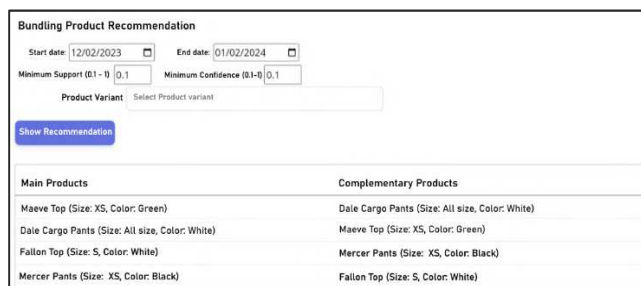 Bundling Product Recommendation
Start date: 12/02/2023 End date: 01/02/2024
Minimum Support (0.1 - 1) 0.1 Minimum Confidence (0.1-1) 0.1
Product Variant Select Product variant
Show Recommendation
Main Products Complementary Products
Maeve Top (Size: XS, Color: Green) Dale Cargo Pants (Size: All size, Color: White)
Dale Cargo Pants (Size: All size, Color: White) Maeve Top (Size: XS, Color: Green)
Fallon Top (Size: S, Color: White) Mercer Pants (Size: XS, Color: Black)
Mercer Pants (Size: XS, Color: Black) Fallon Top (Size: S, Color: White)